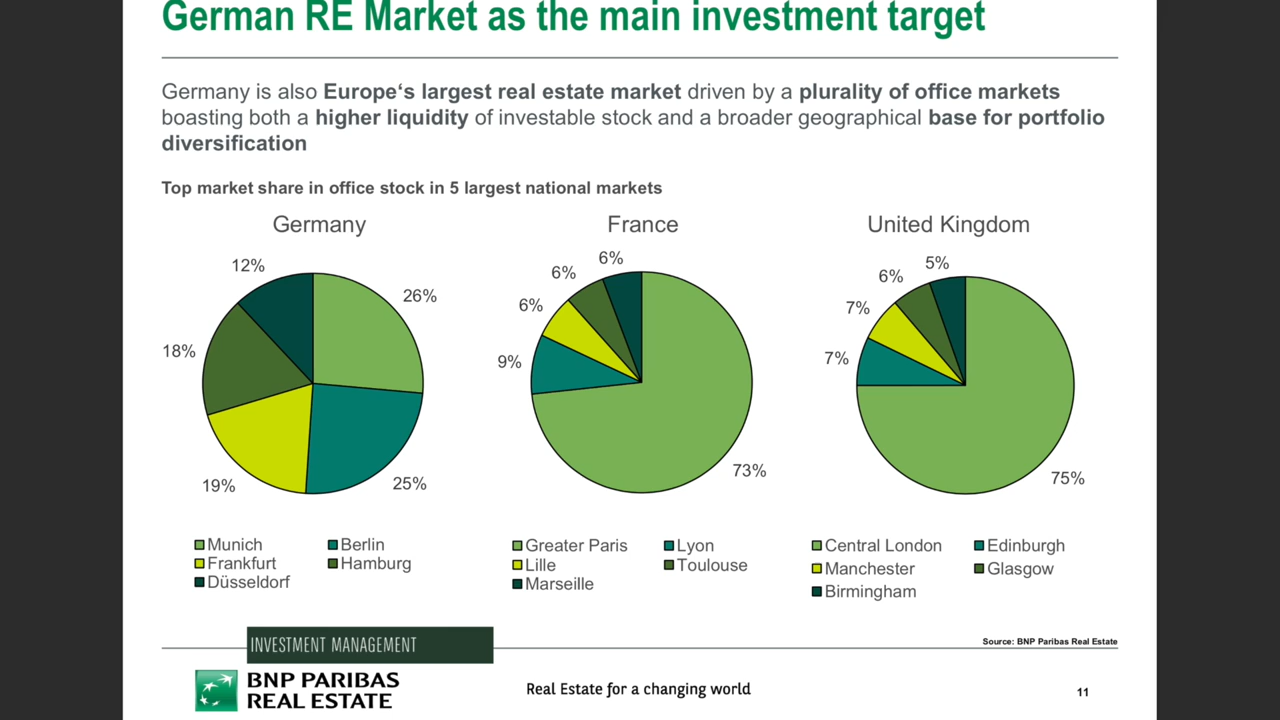 German RE Market as the main investment target
Germany is also Europe‘s largest real estate market driven by a plurality of office markets
boasting both a higher liquidity of investable stock and a broader geographical base for portfolio
diversification
Top market share in office stock in 5 largest national markets
Germany
12%
26%
18%
19%
25%
Munich
Berlin
Frankfurt
Hamburg
Düsseldorf
France
6%
6%
6%
9%
73%
Greater Paris
Lyon
Lille
Toulouse
Marseille
United Kingdom
5%
6%
7%
7%
75%
Central London
Edinburgh
Manchester
Glasgow
Birmingham
INVESTMENT MANAGEMENT
Source: BNP Paribas Real Estate
BNP PARIBAS
REAL ESTATE
Real Estate for a changing world
11